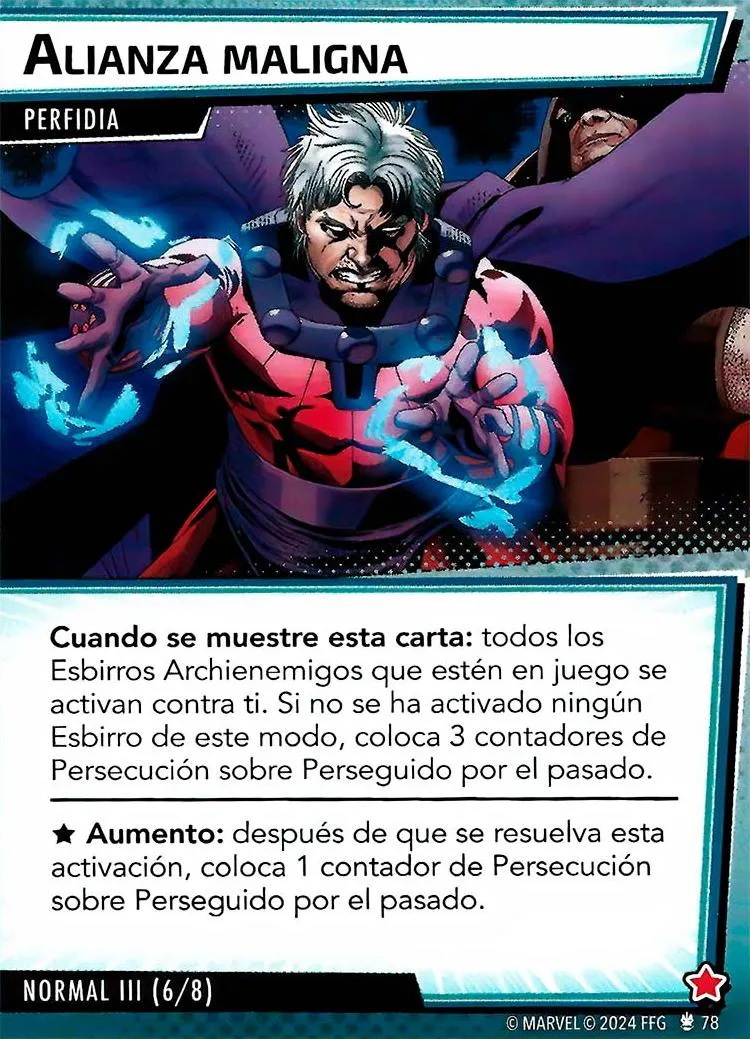 ALIANZA MALIGNA
PERFIDIA
Cuando se muestre esta carta: todos los
Esbirros Archienemigos que estén en juego se
activan contra ti. Si no se ha activado ningún
Esbirro de este modo, coloca 3 contadores de
Persecución sobre Perseguido por el pasado.
★ Aumento: después de que se resuelva esta
activación, coloca 1 contador de Persecución
sobre Perseguido por el pasado.
NORMAL III (6/8)
© MARVEL © 2024 FFG 78